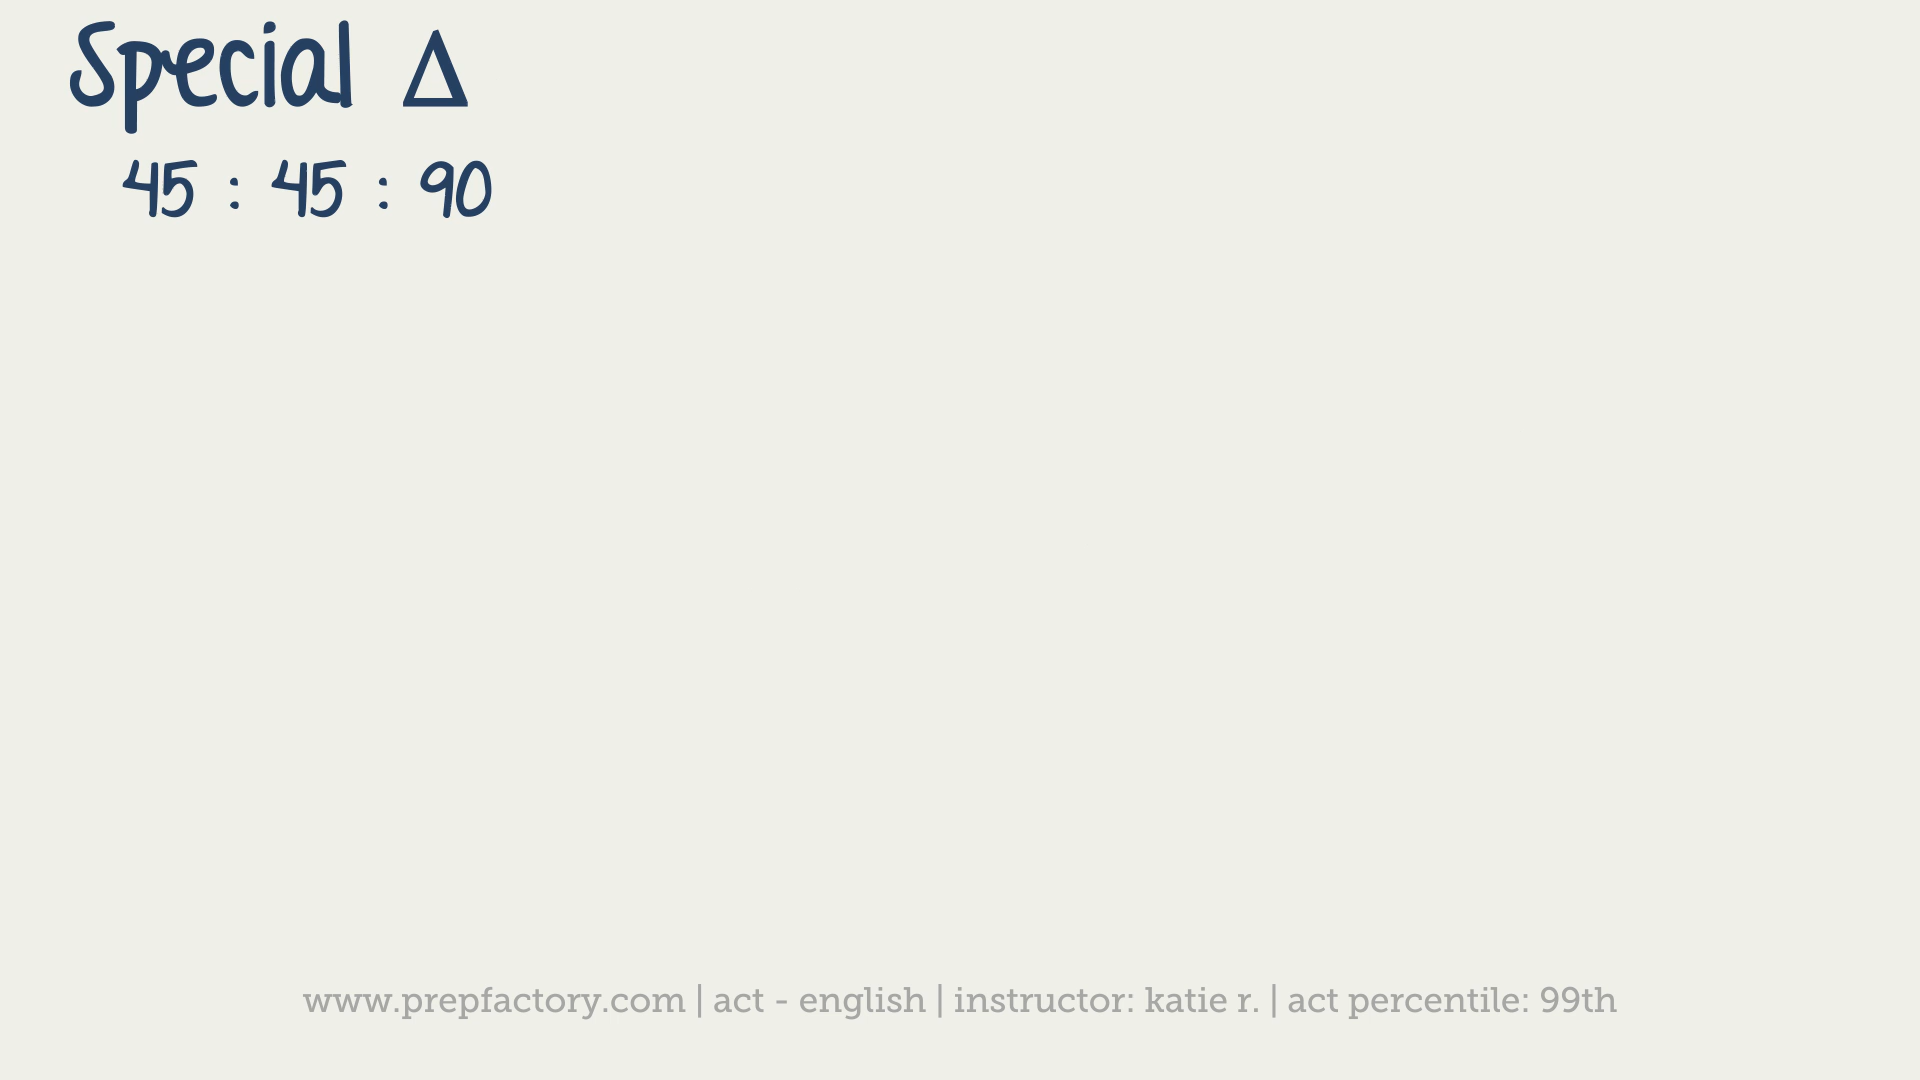 Special Δ
45 : 45 : 90
www.prepfactory.com | act - english | instructor: katie r. | act percentile: 99th